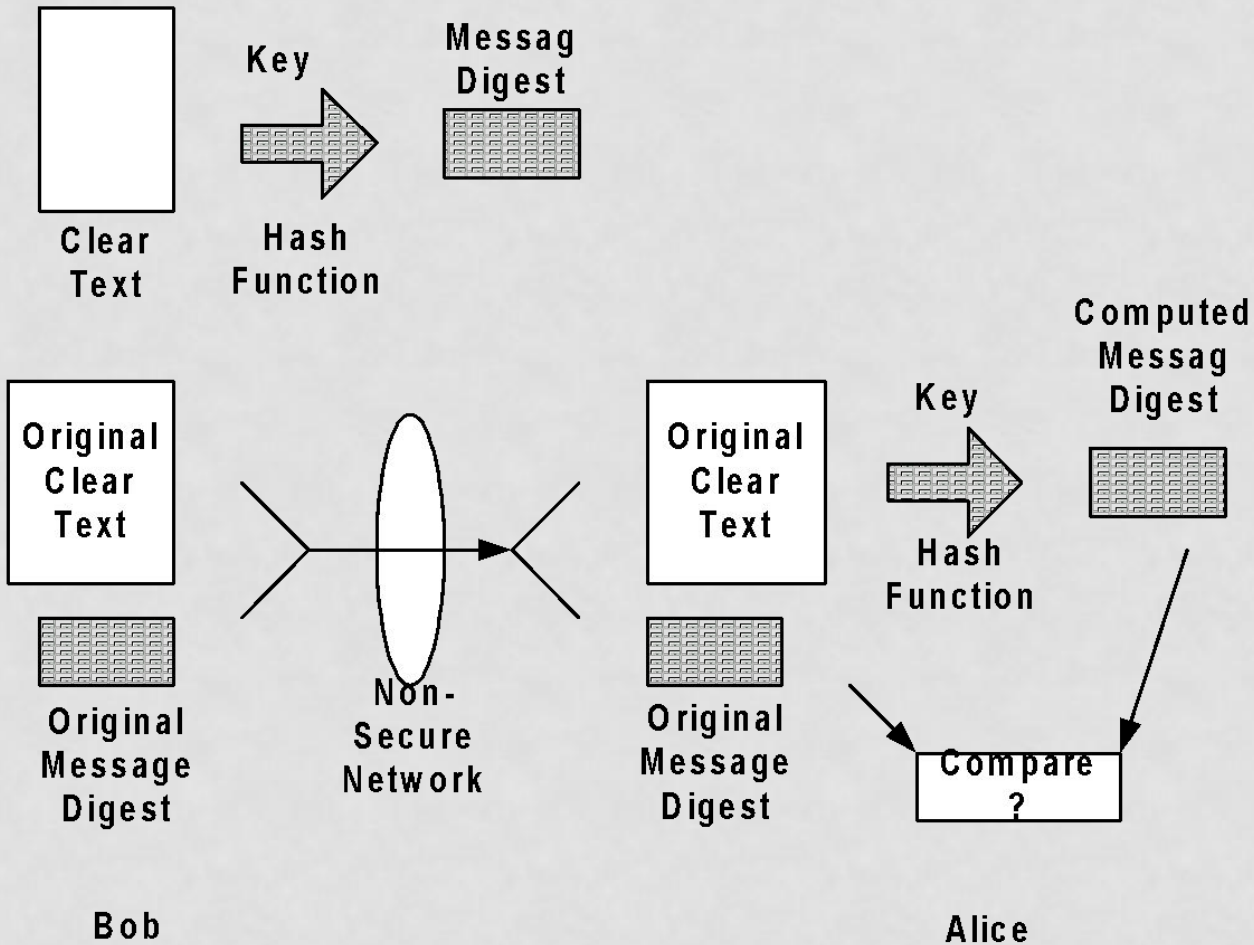 Key
Messag
Digest
Clear
Text
Hash
Function
Computed
Messag
Digest
Original
Clear
Text
Original
Clear
Text
Key
Hash
Function
Original
Message
Digest
Non-
Secure
Network
Original
Message
Digest
Compare
?
Bob
Alice